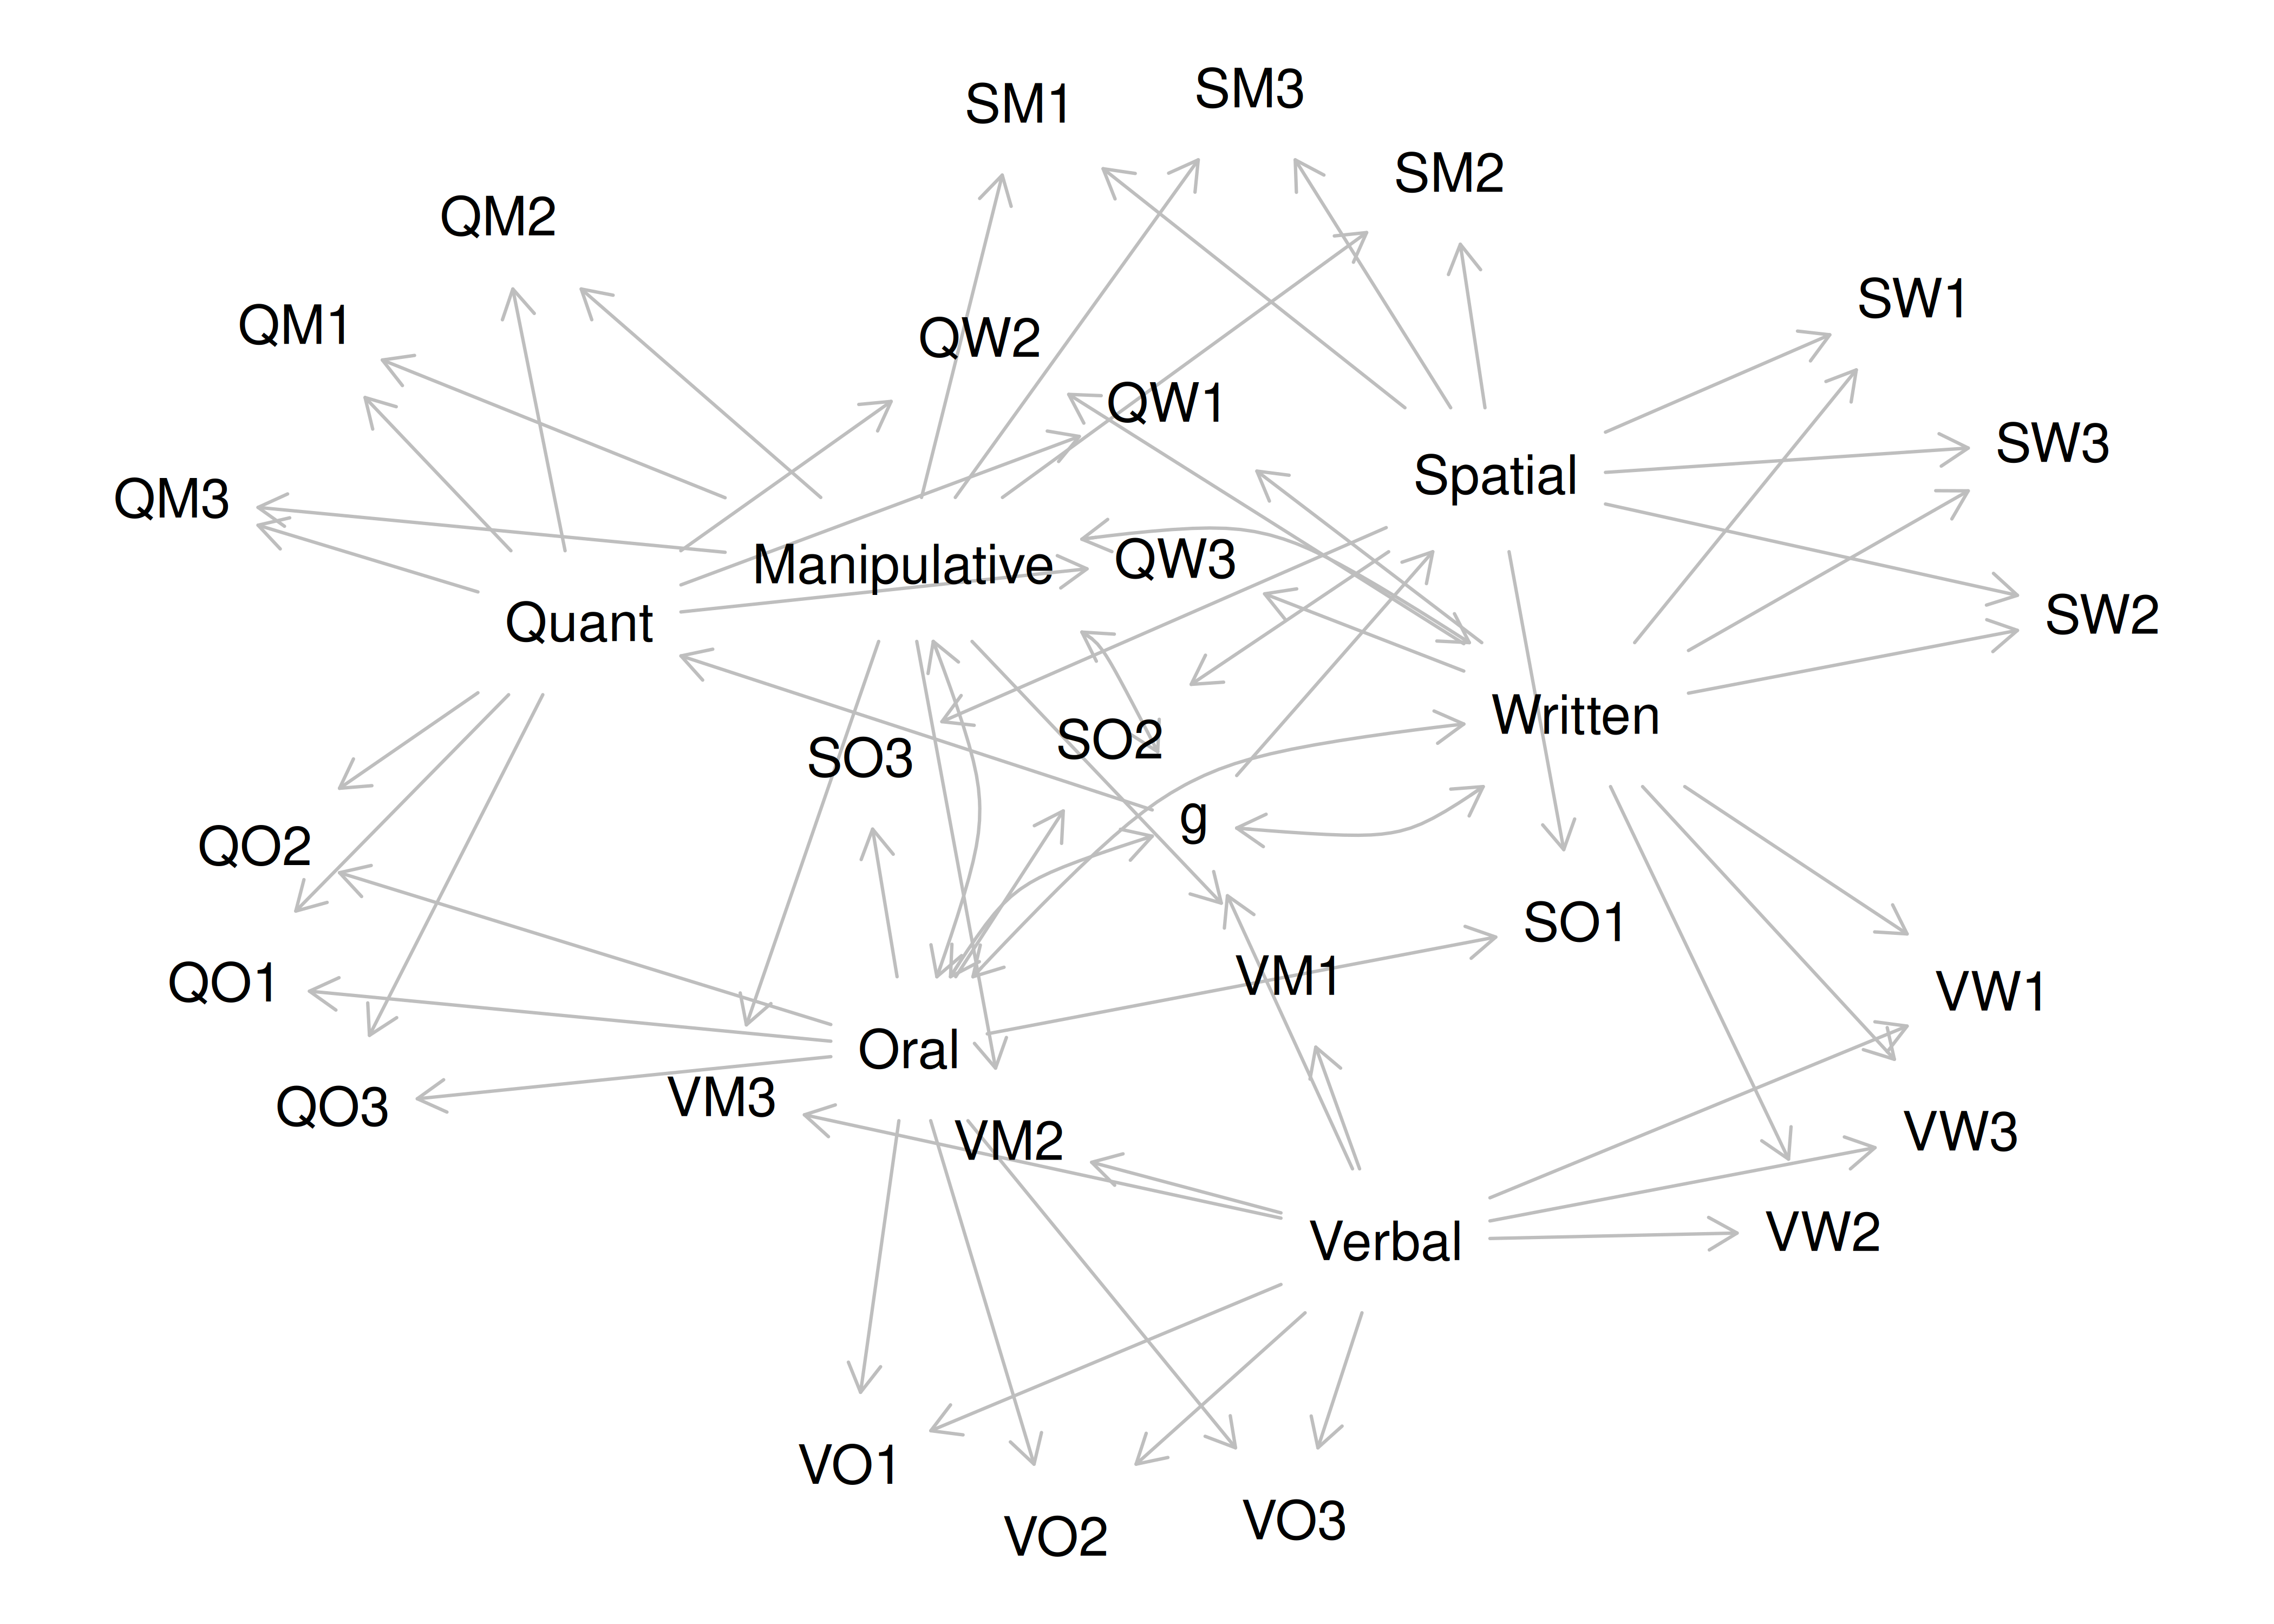 SM3
SM1
SM2
QM2
SW1
QM1
QW2
QW1
SW3
Spatial
QM3
QW3
Manipulative
SW2
Quant
Written
SO2
SO3
g
QO2
SO1
VM1
QO1
VW1
Oral
VM3
QO3
VW3
VM2
VW2
Verbal
VO1
VO3
VO2